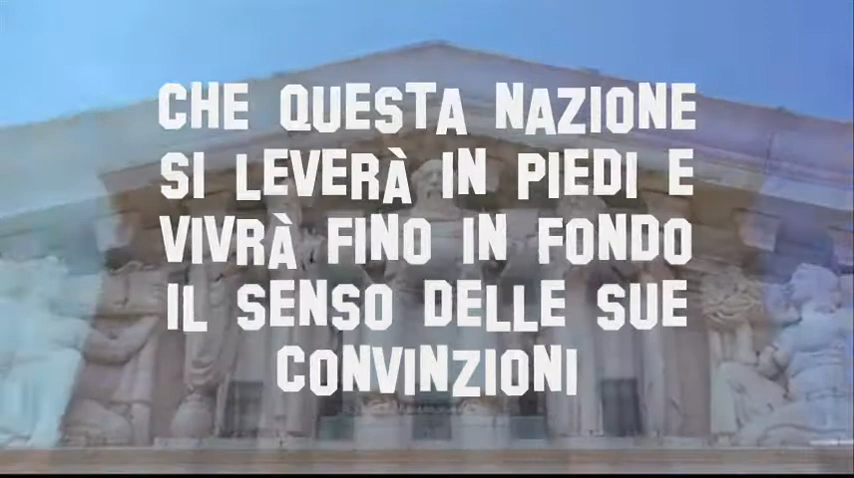 CHE QUESTA NAZIONE
SI LEVERÀ IN PIEDI E
VIVRÀ FINO IN FONDO
IL SENSO DELLE SUE
CONVINZIONI